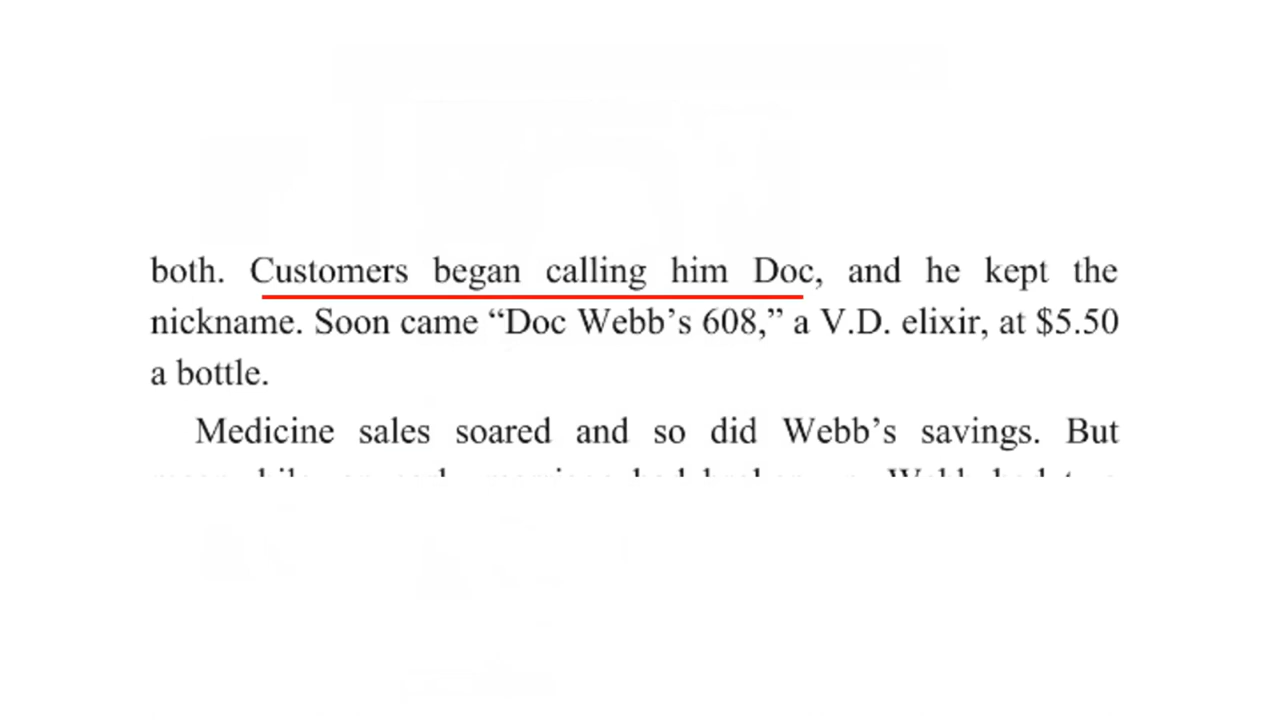 both. Customers began calling him Doc, and he kept the
nickname. Soon came “Doc Webb’s 608,” a V.D. elixir, at $5.50
a bottle.
Medicine sales soared and so did Webb’s savings. But